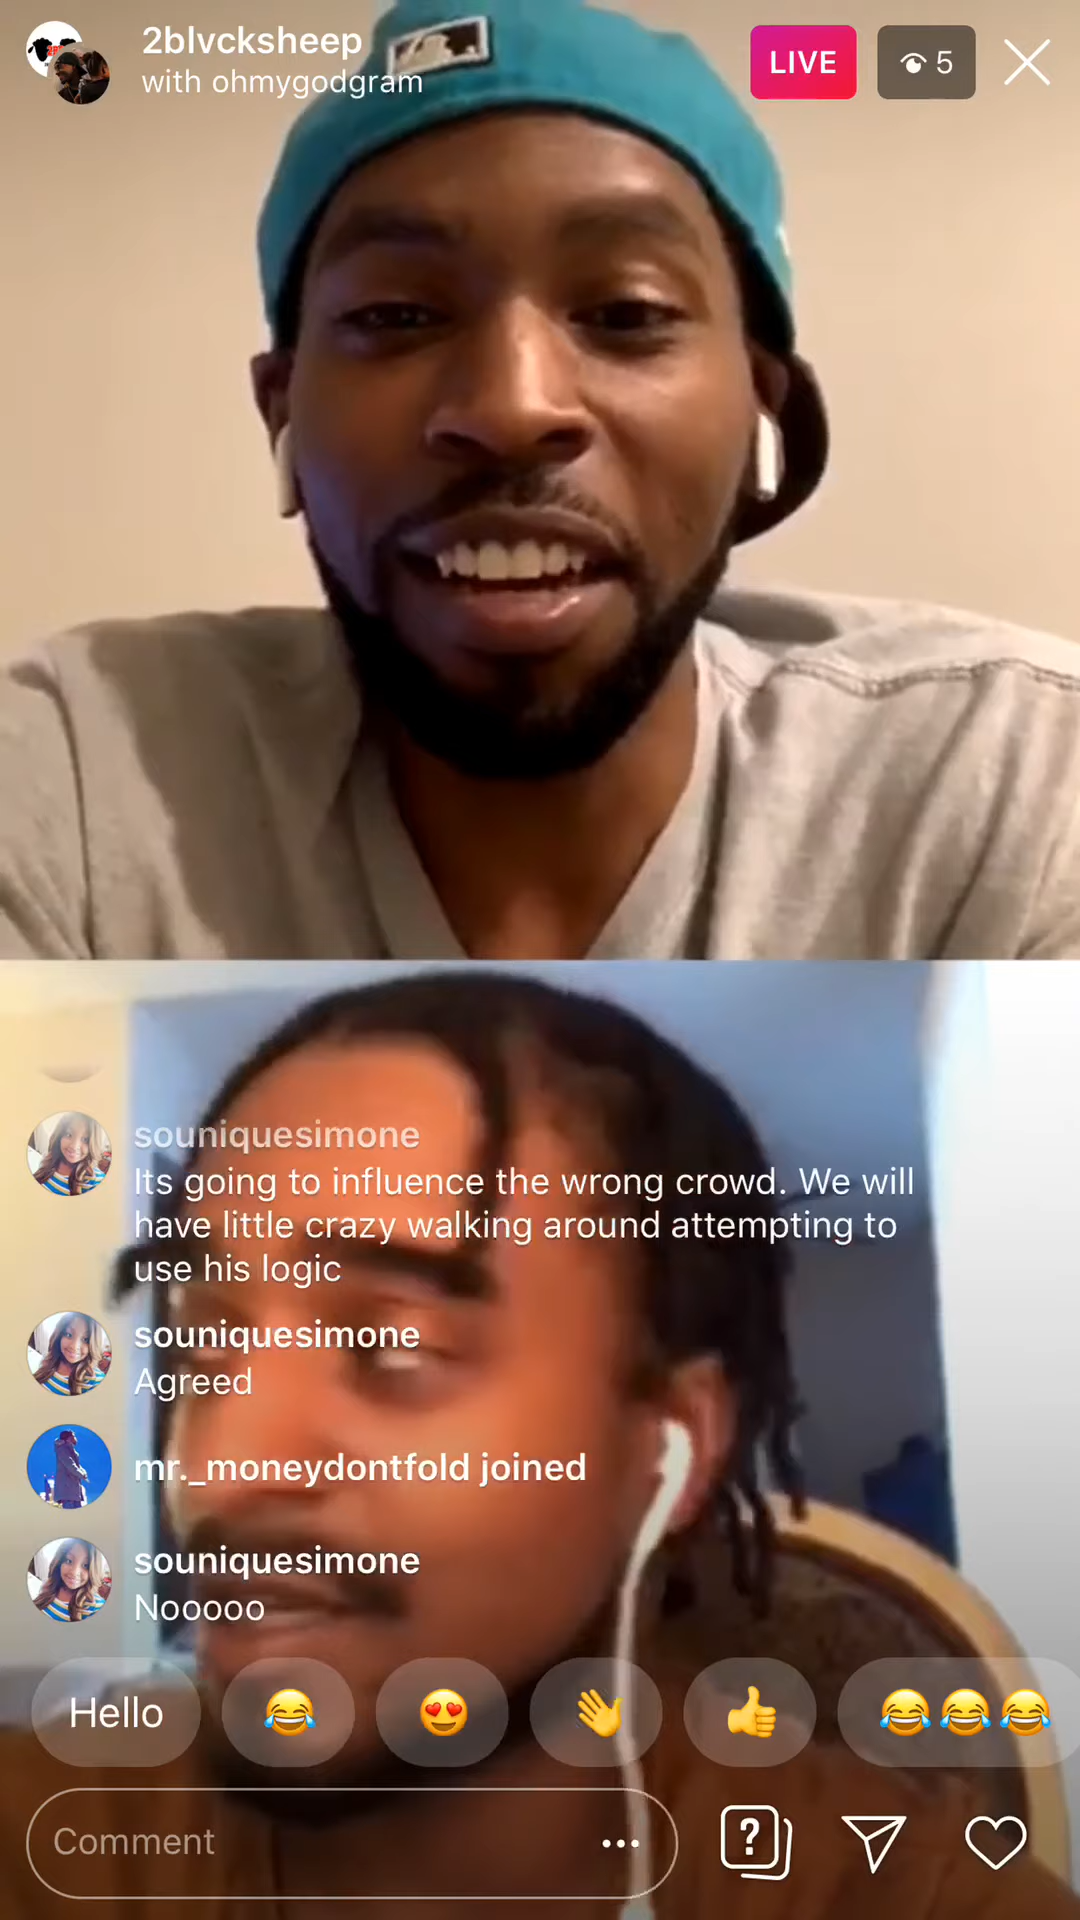 2blvcksheep
with ohmygodgram
LIVE
5
souniquesimone
Its going to influence the wrong crowd. We will
have little crazy walking around attempting to
use his logic
souniquesimone
Agreed
mr._moneydontfold joined
souniquesimone
Nooooo
Hello
Comment
?